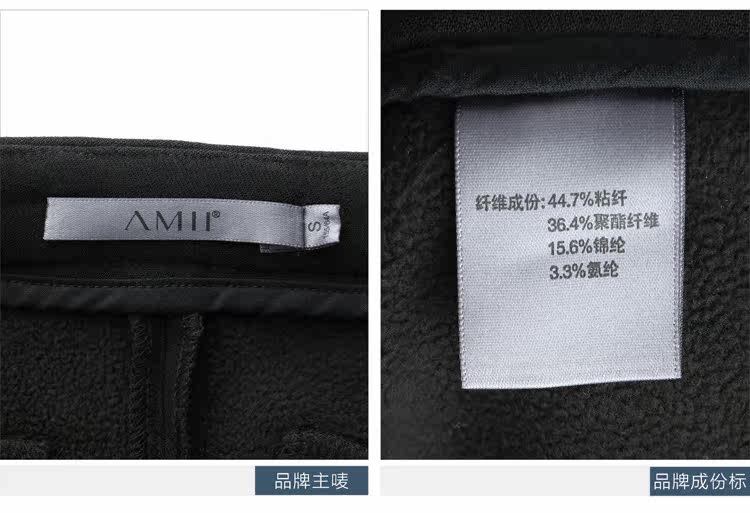 AMII®
S
纤维成份:44.7%粘纤
36.4%聚酯纤维
15.6%锦纶
3.3%氨纶
品牌主唛
品牌成份标